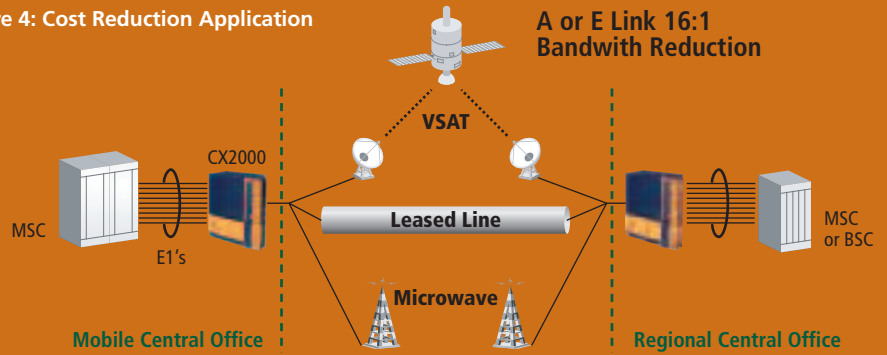 e 4: Cost Reduction Application
A or E Link 16:1
Bandwith Reduction
VSAT
CX2000
MSC
E1's
Leased Line
MSC
or BSC
Microwave
Mobile Central Office
Regional Central Office